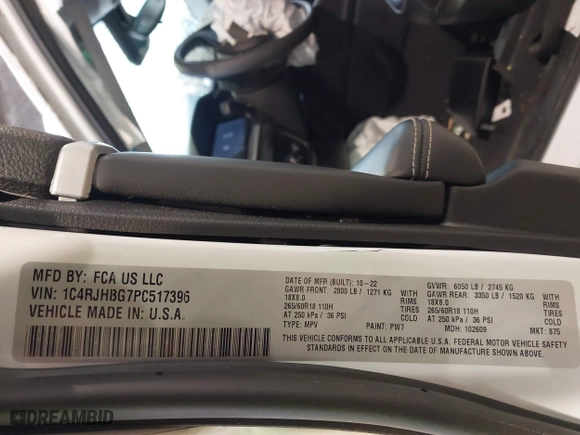 MFD BY: FCA US LLC
VIN: 1C4RJHBG7PC517396
VEHICLE MADE IN: U.S.A.
DATE OF MFR (BUILT): 10-22
GAWR FRONT: 2800 LB / 1271 KG WITH
18X8.0 RIMS
265/60R18 110H TIRES
AT 250 kPa / 36 PSI COLD
TYPE: MPV PAINT: PW7
GVWR: 6050 LB / 2745 KG
GAWR REAR: 3350 LB / 1520 KG WITH
18X8.0 RIMS
265/60R18 110H TIRES
AT 250 kPa / 36 PSI COLD
MDH: 102609 MKT: 875
THIS VEHICLE CONFORMS TO ALL APPLICABLE U.S.A. FEDERAL MOTOR VEHICLE SAFETY
STANDARDS IN EFFECT ON THE DATE OF MANUFACTURE SHOWN ABOVE.
DREAMBID